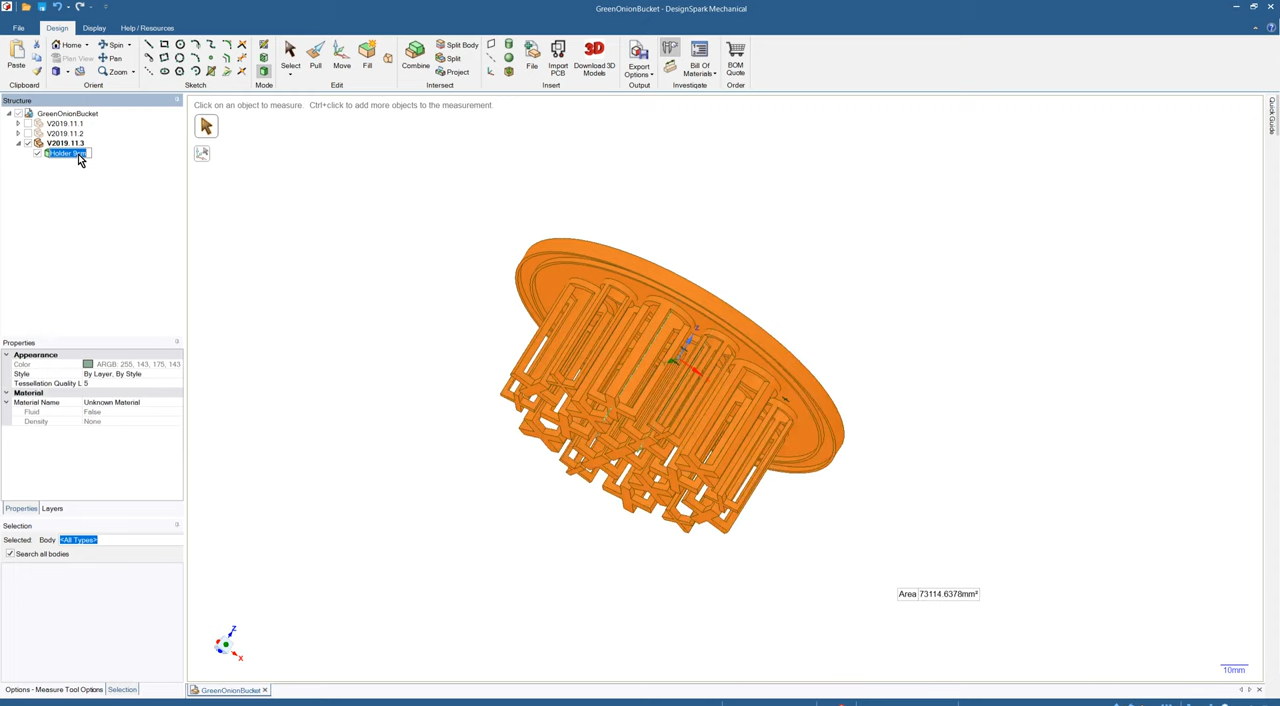 GreenOnionBucket - DesignSpark Mechanical
File Design Display Help / Resources
Paste
Home Spin
Plan View Pan
Zoom
Select Pull Move Fill
Combine Split Body
Split
Project
File Import PCB Download 3D Models
Export Options
Bill Of Materials
BOM Quote
Clipboard Orient Sketch Mode Edit Intersect Insert Output Investigate Order
Structure
GreenOnionBucket
V2019.11.1
V2019.11.2
V2019.11.3
Click on an object to measure. Ctrl+click to add more objects to the measurement.
Quick Guide
Properties
Appearance
Color ARGB: 255, 143, 175, 143
Style By Layer, By Style
Tessellation Quality L 5
Material
Material Name Unknown Material
Fluid False
Density None
Properties Layers
Selection
Selected: Body <All Types>
Search all bodies
Area 73114.6378mm²
Z
X
Z
10mm
Options - Measure Tool Options Selection
GreenOnionBucket